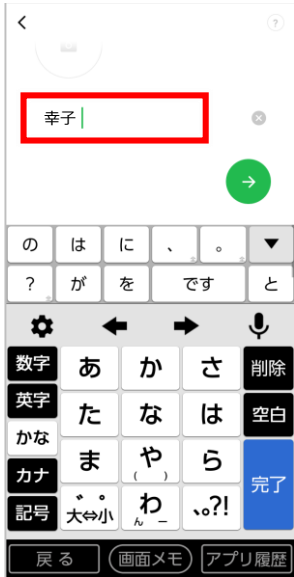 ?
幸子
の は に 、 。 ▼
? が を です と
数字 あ か さ 削除
英字 た な は 空白
かな
ま や ら
( )
カナ 完了
記号 大⇔小 わ 、。?!
ん ー
戻る 画面メモ アプリ履歴